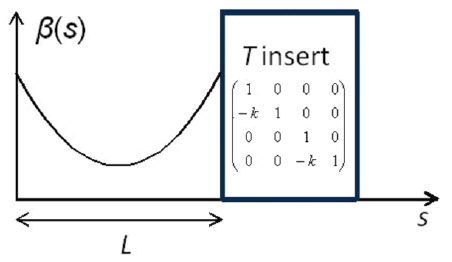 β(s)
T insert
1 0 0 0
-k 1 0 0
0 0 1 0
0 0 -k 1
s
L